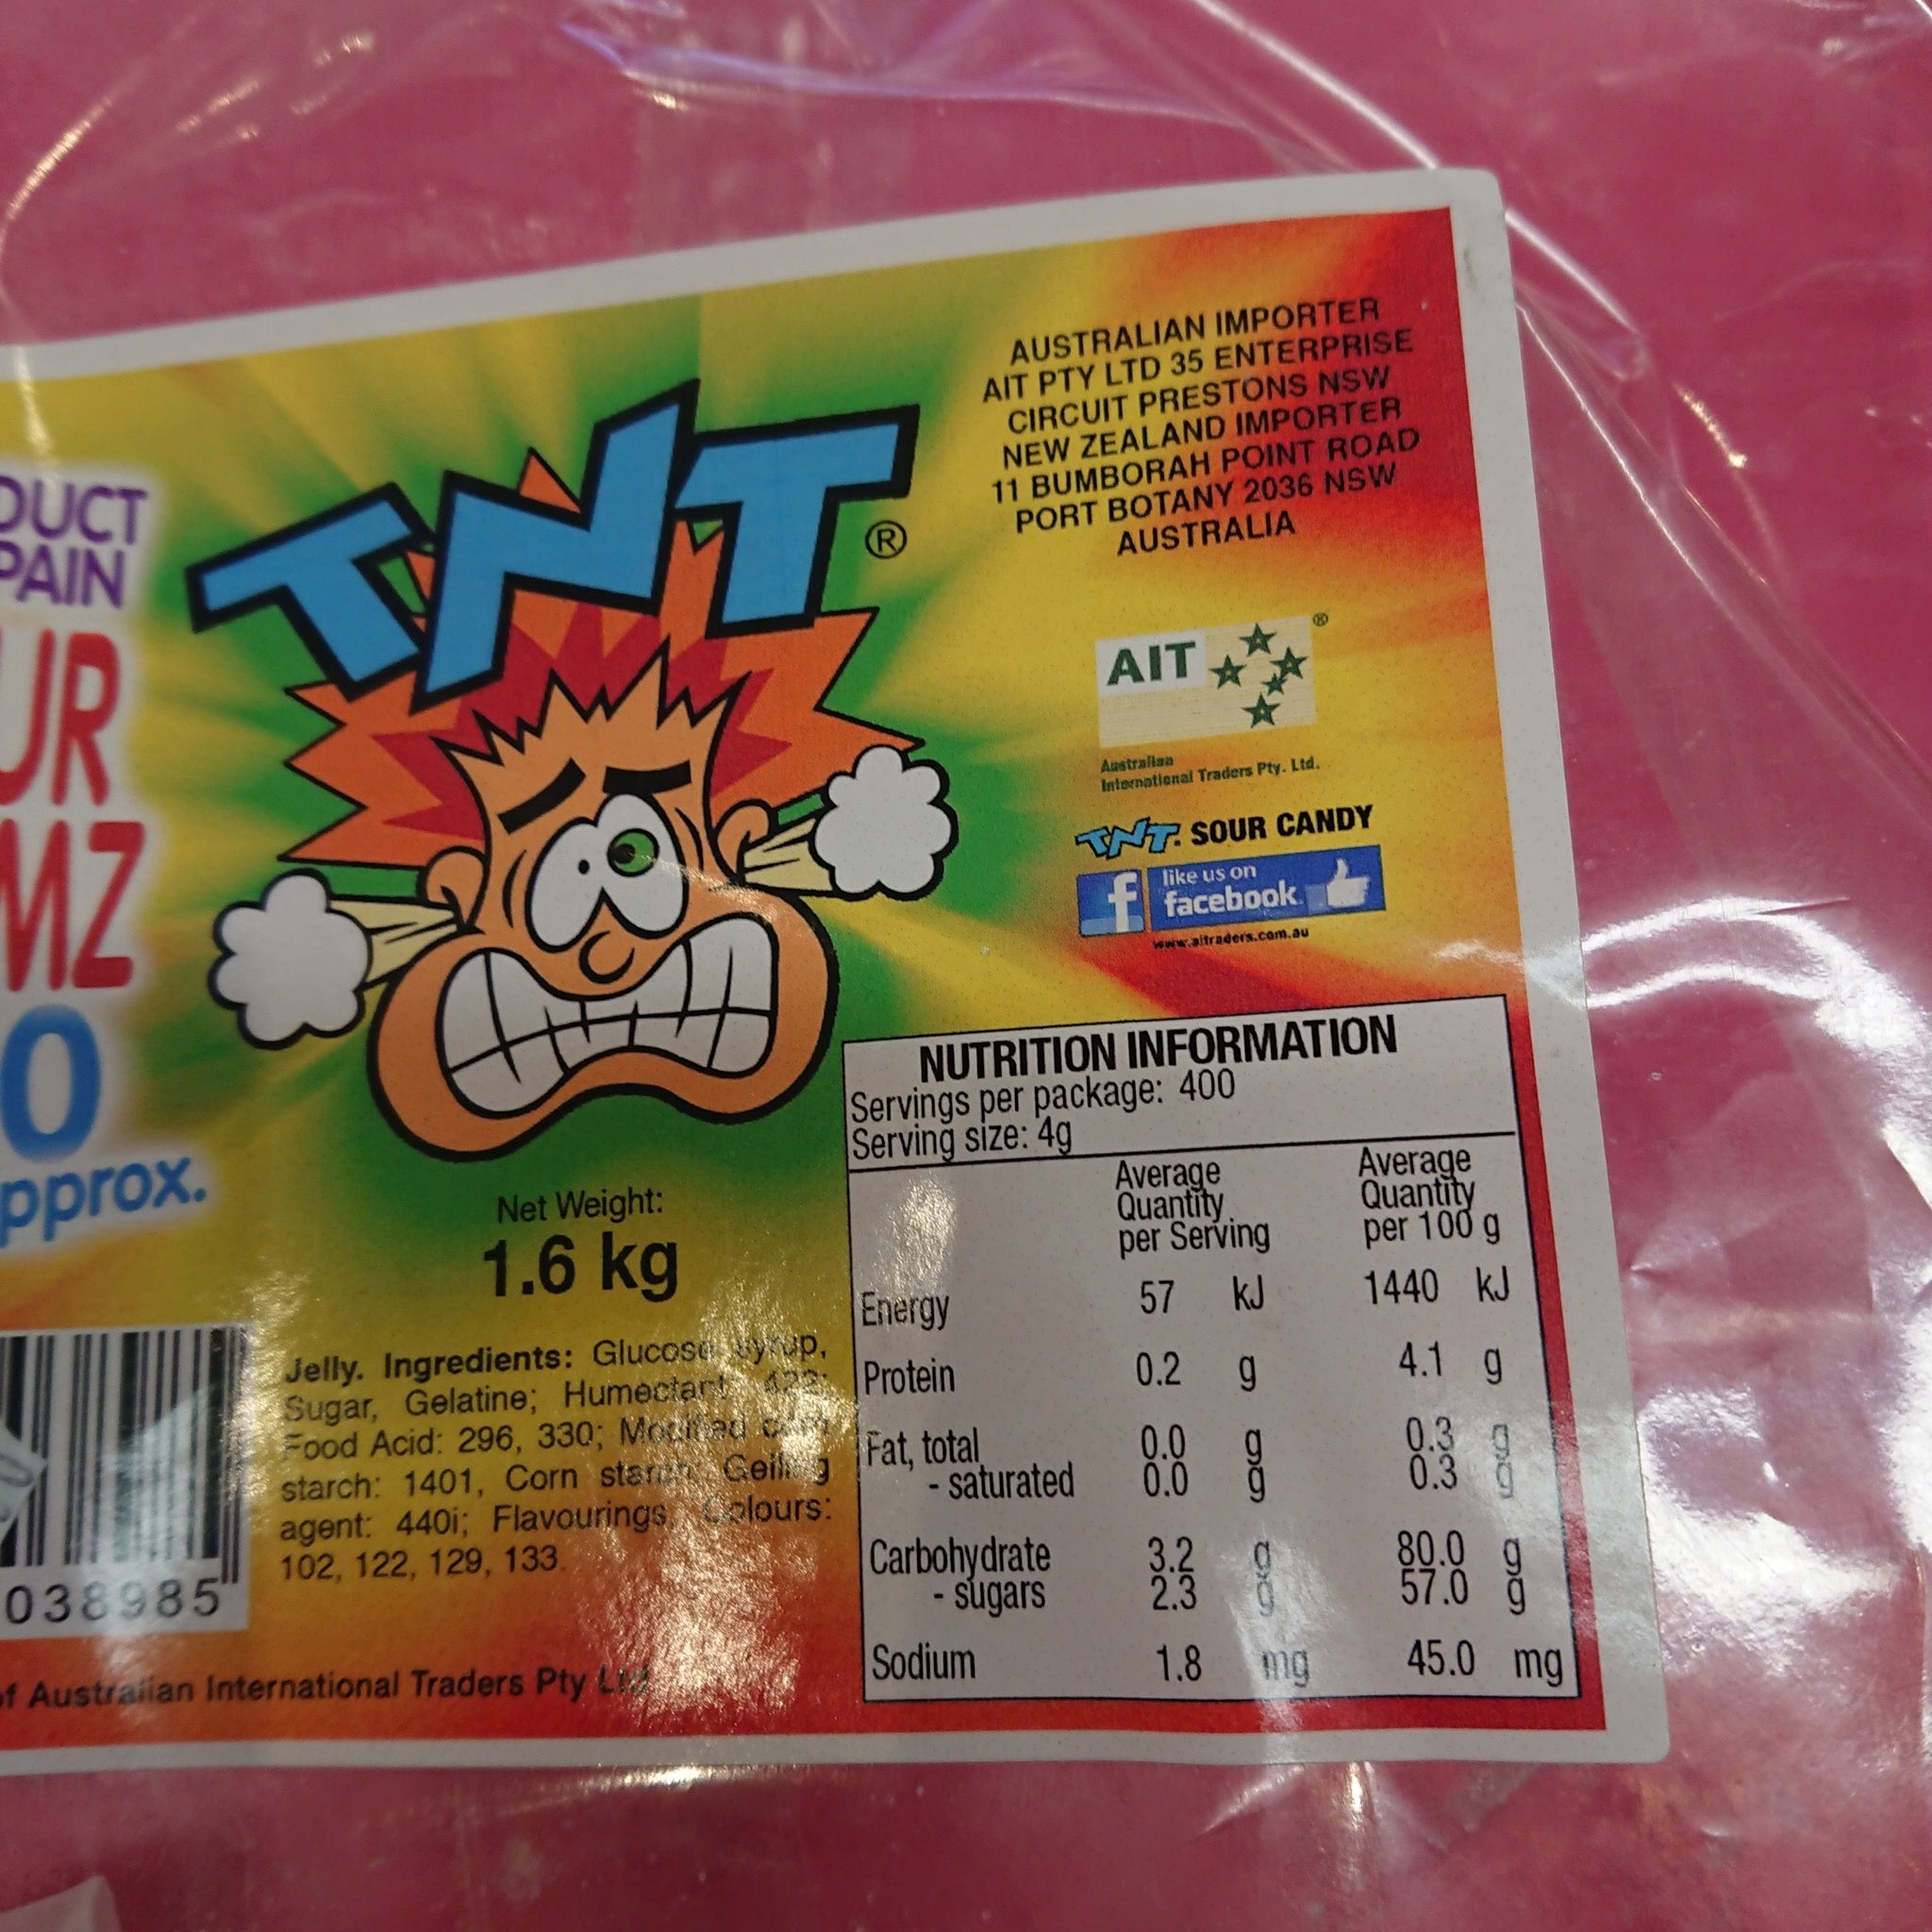 DUCT
PAIN
UR
MZ
0
pprox.
TNT
®
Net Weight:
1.6 kg
Jelly. Ingredients: Glucose syrup,
Sugar, Gelatine; Humectant 422;
Food Acid: 296, 330; Modified corn
starch: 1401, Corn starch; Gelling
agent: 440i; Flavourings, Colours:
102, 122, 129, 133.
038985
of Australian International Traders Pty Ltd
AUSTRALIAN IMPORTER
AIT PTY LTD 35 ENTERPRISE
CIRCUIT PRESTONS NSW
NEW ZEALAND IMPORTER
11 BUMBORAH POINT ROAD
PORT BOTANY 2036 NSW
AUSTRALIA
AIT ®
Australian
International Traders Pty. Ltd.
TNT. SOUR CANDY
f like us on
facebook.
www.aitraders.com.au
NUTRITION INFORMATION
Servings per package: 400
Serving size: 4g
Average Average
Quantity Quantity
per Serving per 100 g
Energy 57 kJ 1440 kJ
Protein 0.2 g 4.1 g
Fat, total 0.0 g 0.3 g
- saturated 0.0 g 0.3 g
Carbohydrate 3.2 g 80.0 g
- sugars 2.3 g 57.0 g
Sodium 1.8 mg 45.0 mg